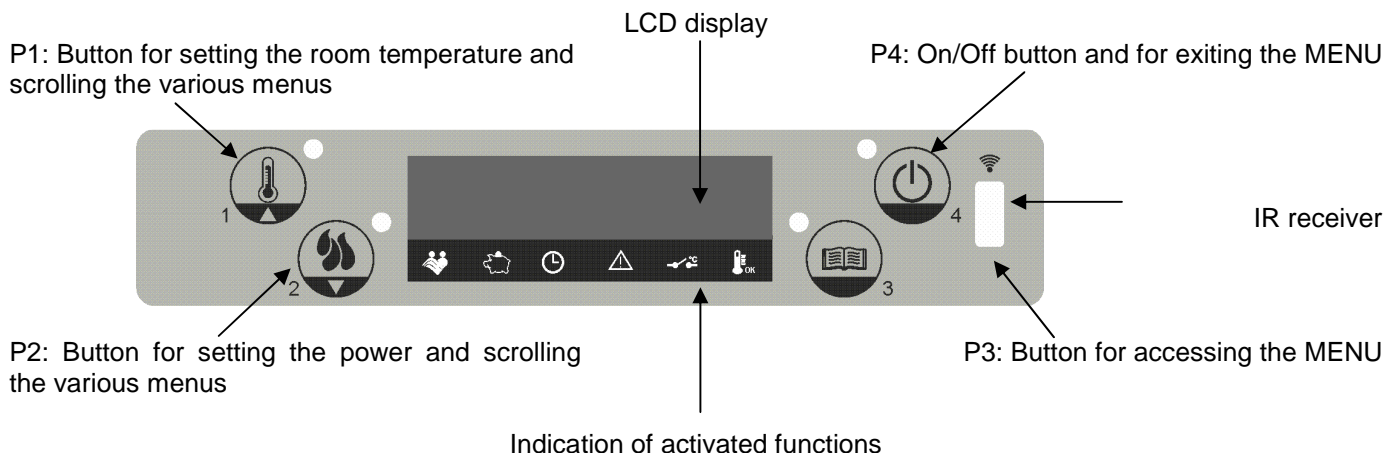 LCD display
P1: Button for setting the room temperature and
scrolling the various menus
P4: On/Off button and for exiting the MENU
1
4
IR receiver
°C
OK
2
3
P2: Button for setting the power and scrolling
the various menus
P3: Button for accessing the MENU
Indication of activated functions